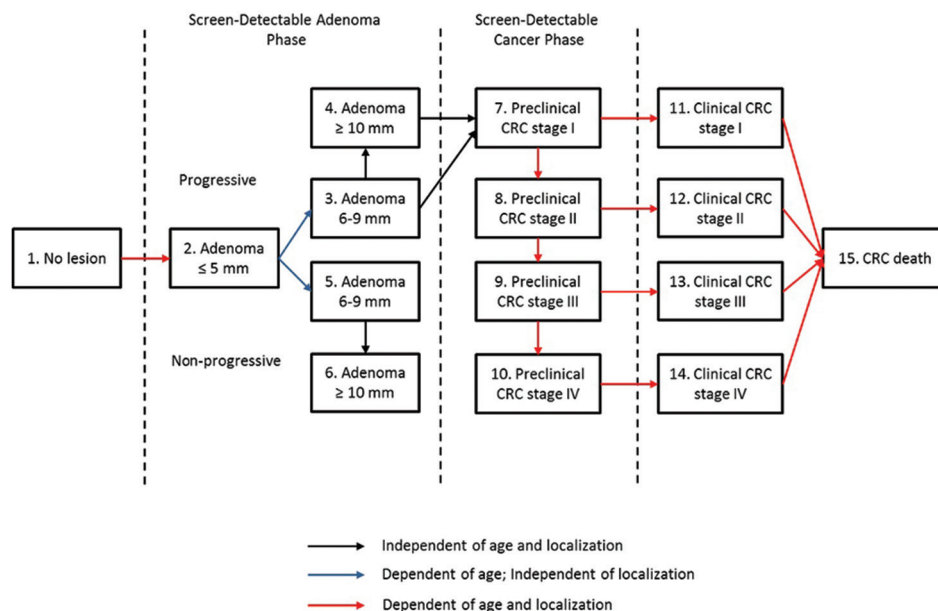 Screen-Detectable Adenoma
Phase
Screen-Detectable
Cancer Phase
4. Adenoma
≥ 10 mm
7. Preclinical
CRC stage I
11. Clinical CRC
stage I
Progressive
3. Adenoma
6-9 mm
8. Preclinical
CRC stage II
12. Clinical CRC
stage II
1. No lesion
2. Adenoma
≤ 5 mm
5. Adenoma
6-9 mm
9. Preclinical
CRC stage III
13. Clinical CRC
stage III
15. CRC death
Non-progressive
6. Adenoma
≥ 10 mm
10. Preclinical
CRC stage IV
14. Clinical CRC
stage IV
Independent of age and localization
Dependent of age; Independent of localization
Dependent of age and localization